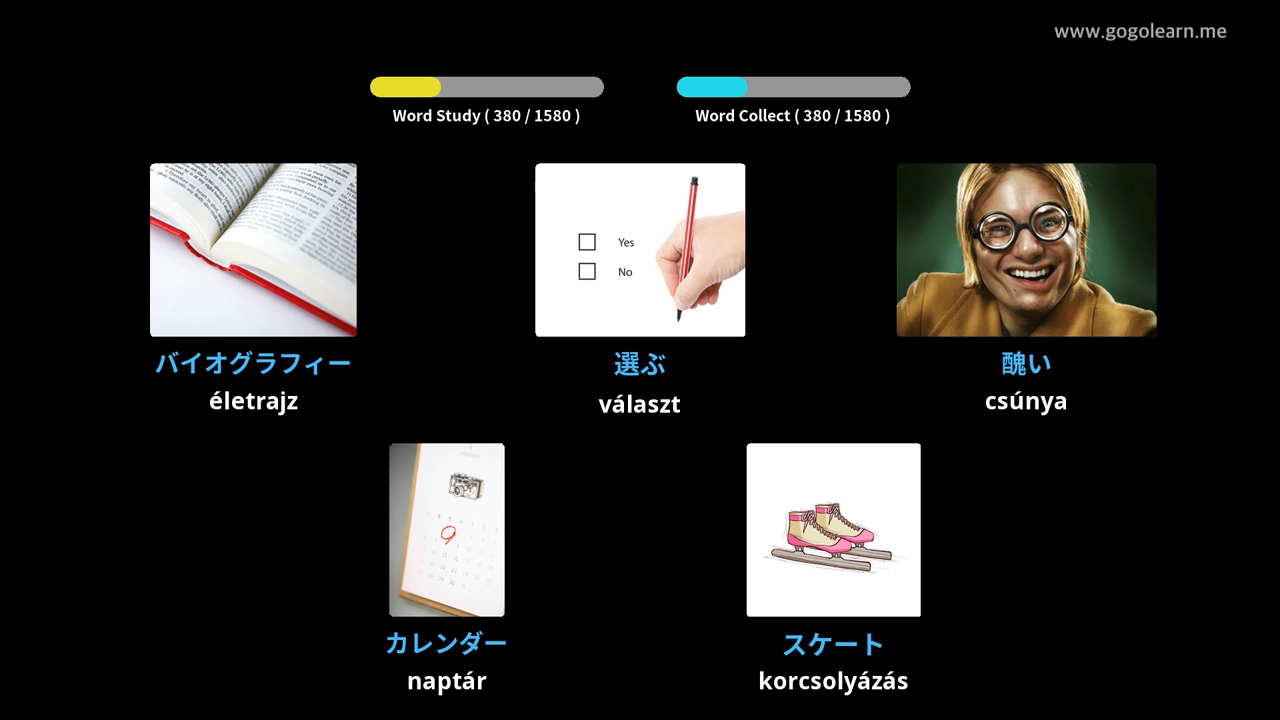 www.gogolearn.me
Word Study ( 380 / 1580 )
Word Collect ( 380 / 1580 )
Yes
No
バイオグラフィー
選ぶ
醜い
életrajz
választ
csúnya
9
カレンダー
スケート
naptár
korcsolyázás